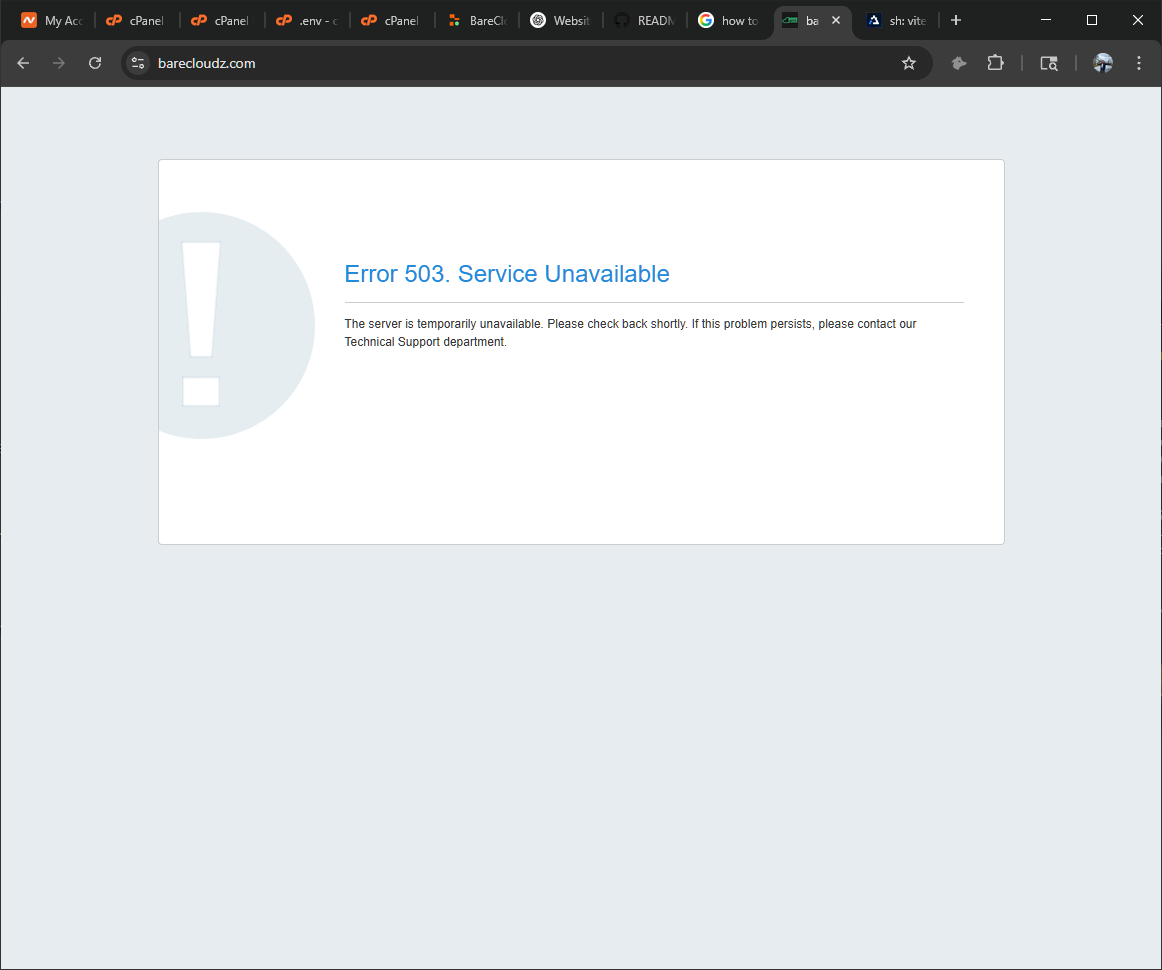 My Acc
cPanel
cPanel
.env - c
cPanel
BareClo
Websit
READM
how to
ba
sh: vite
barecloudz.com
Error 503. Service Unavailable
The server is temporarily unavailable. Please check back shortly. If this problem persists, please contact our
Technical Support department.